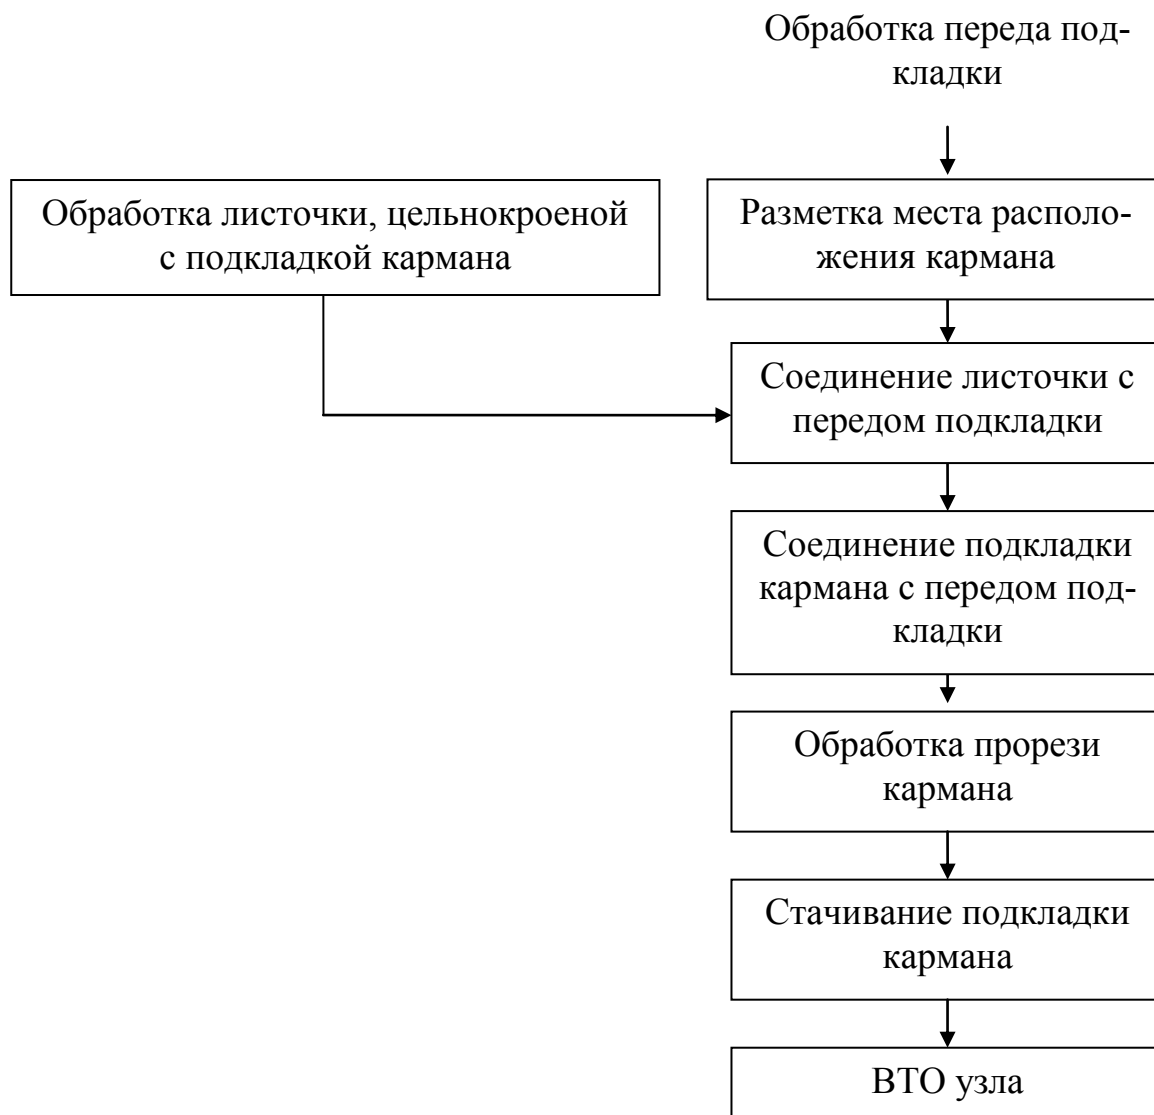 Обработка переда под-
кладки
Обработка листочки, цельнокроеной
с подкладкой кармана
Разметка места располо-
жения кармана
Соединение листочки с
передом подкладки
Соединение подкладки
кармана с передом под-
кладки
Обработка прорези
кармана
Стачивание подкладки
кармана
ВТО узла